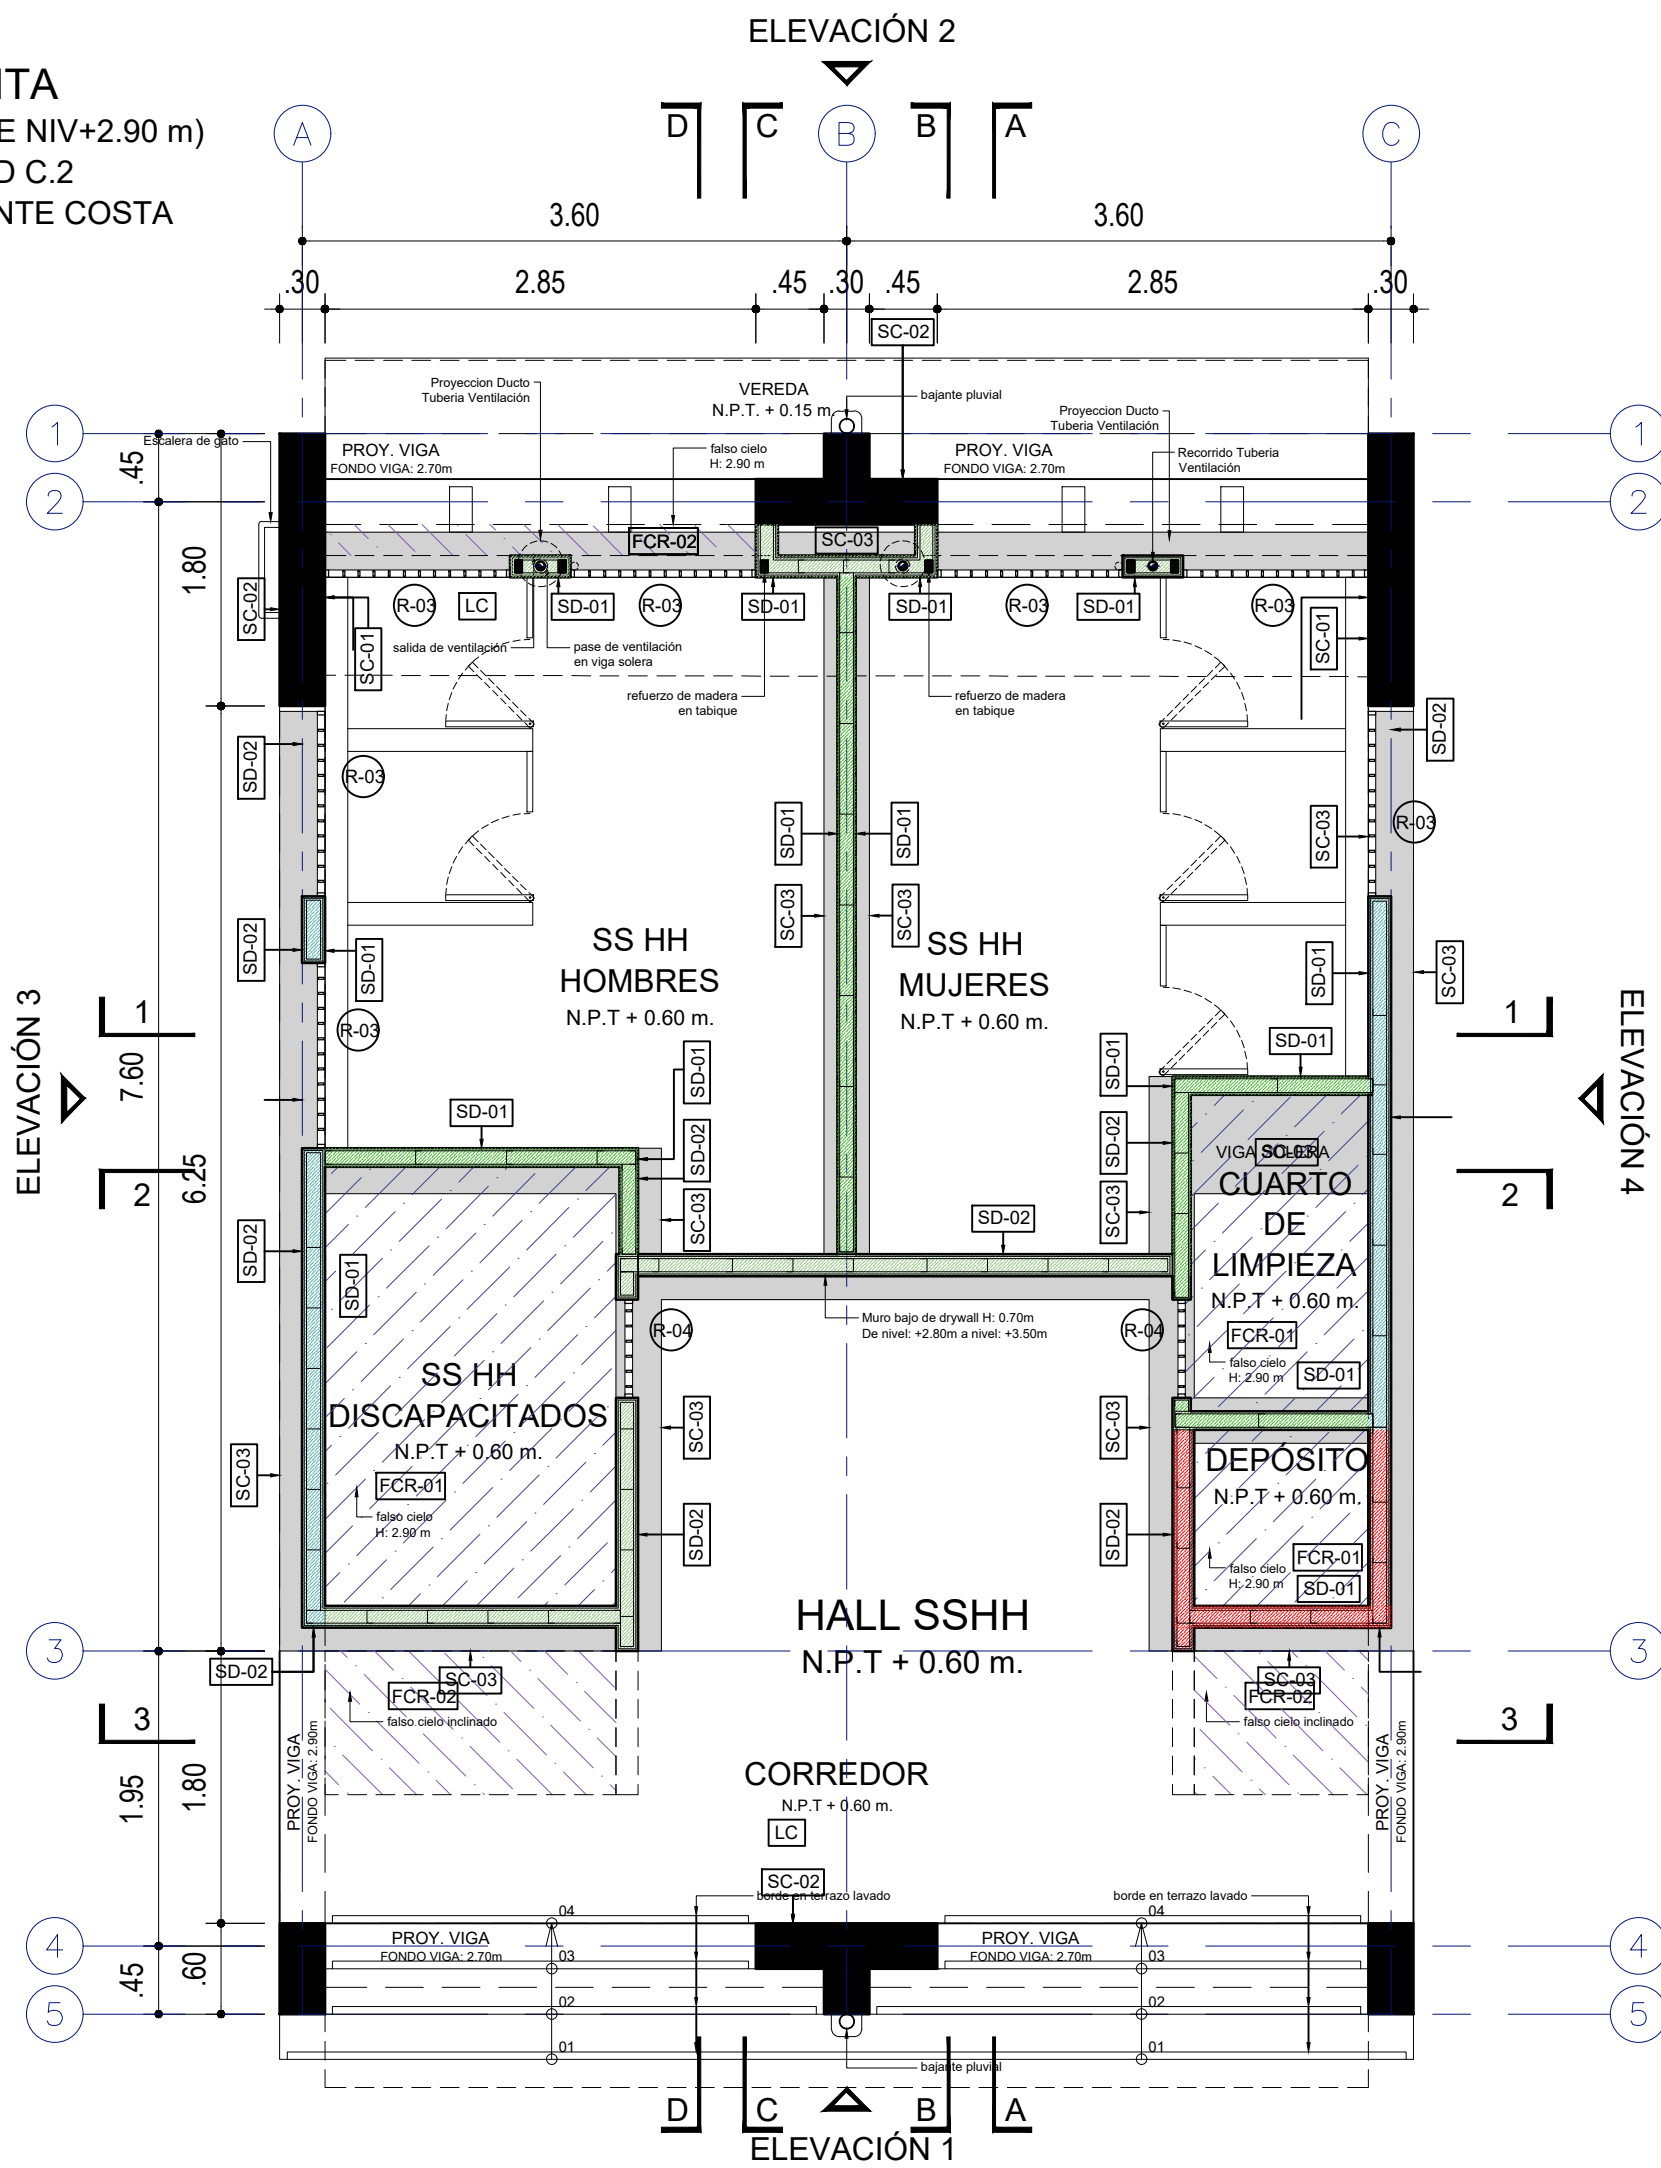 ELEVACIÓN 2
ITA
E NIV+2.90 m)
D C.2
NTE COSTA
D
C
B
A
A
B
C
3.60
3.60
.30
2.85
.45
.30
.45
2.85
.30
SC-02
Proyeccion Ducto
Tuberia Ventilación
VEREDA
N.P.T. + 0.15 m.
bajante pluvial
Proyeccion Ducto
Tuberia Ventilación
1
Escalera de gato
PROY. VIGA
FONDO VIGA: 2.70m
falso cielo
H: 2.90 m
PROY. VIGA
FONDO VIGA: 2.70m
Recorrido Tuberia
Ventilación
1
.45
2
2
FCR-02
SC-03
1.80
SC-02
SC-01
R-03
LC
SD-01
R-03
SD-01
SD-01
R-03
SD-01
R-03
SC-01
salida de ventilación
pase de ventilación
en viga solera
refuerzo de madera
en tabique
refuerzo de madera
en tabique
SD-02
SD-02
R-03
SD-01
SD-01
SC-03
R-03
SC-03
SC-03
SD-02
SD-01
SS HH
HOMBRES
N.P.T + 0.60 m.
SS HH
MUJERES
N.P.T + 0.60 m.
SD-01
SC-03
ELEVACIÓN 3
1
R-03
7.60
SD-01
SD-01
SD-01
1
ELEVACIÓN 4
SD-01
SD-02
SD-02
2
6.25
SC-03
SC-03
VIGA SOLERA
SC-03
CUARTO
DE
LIMPIEZA
N.P.T + 0.60 m.
2
SD-02
SD-01
SD-02
FCR-01
falso cielo
H: 2.90 m
SD-01
R-04
Muro bajo de drywall H: 0.70m
De nivel: +2.80m a nivel: +3.50m
R-04
SS HH
DISCAPACITADOS
N.P.T + 0.60 m.
FCR-01
falso cielo
H: 2.90 m
SC-03
SC-03
SC-03
SD-02
SD-02
DEPÓSITO
N.P.T + 0.60 m.
FCR-01
falso cielo
H: 2.90 m
SD-01
HALL SSHH
N.P.T + 0.60 m.
3
3
SD-02
SC-03
FCR-02
falso cielo inclinado
SC-03
FCR-02
falso cielo inclinado
3
3
PROY. VIGA
FONDO VIGA: 2.90m
PROY. VIGA
FONDO VIGA: 2.90m
1.95
1.80
CORREDOR
N.P.T + 0.60 m.
LC
SC-02
borde en terrazo lavado
borde en terrazo lavado
04
04
4
PROY. VIGA
FONDO VIGA: 2.70m
03
PROY. VIGA
FONDO VIGA: 2.70m
03
4
.45
.60
5
02
02
5
01
01
bajante pluvial
D
C
B
A
ELEVACIÓN 1